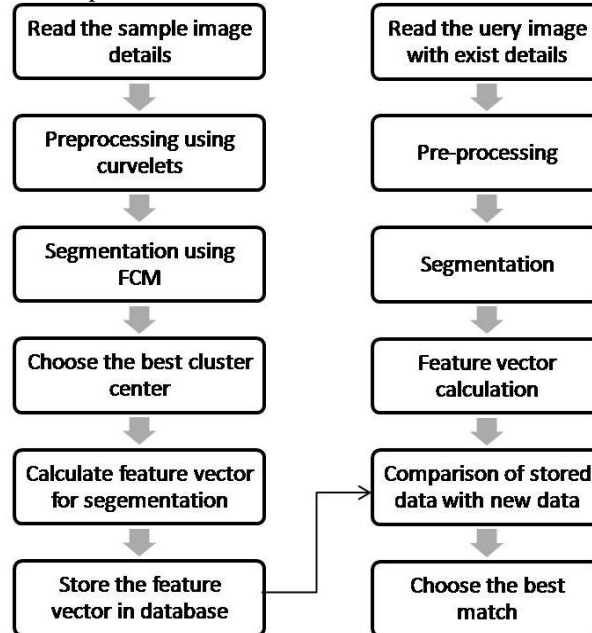 Read the sample image
details
Preprocessing using
curvelets
Segmentation using
FCM
Choose the best cluster
center
Calculate feature vector
for segementation
Store the feature
vector in database
Read the uery image
with exist details
Pre-processing
Segmentation
Feature vector
calculation
Comparison of stored
data with new data
Choose the best
match